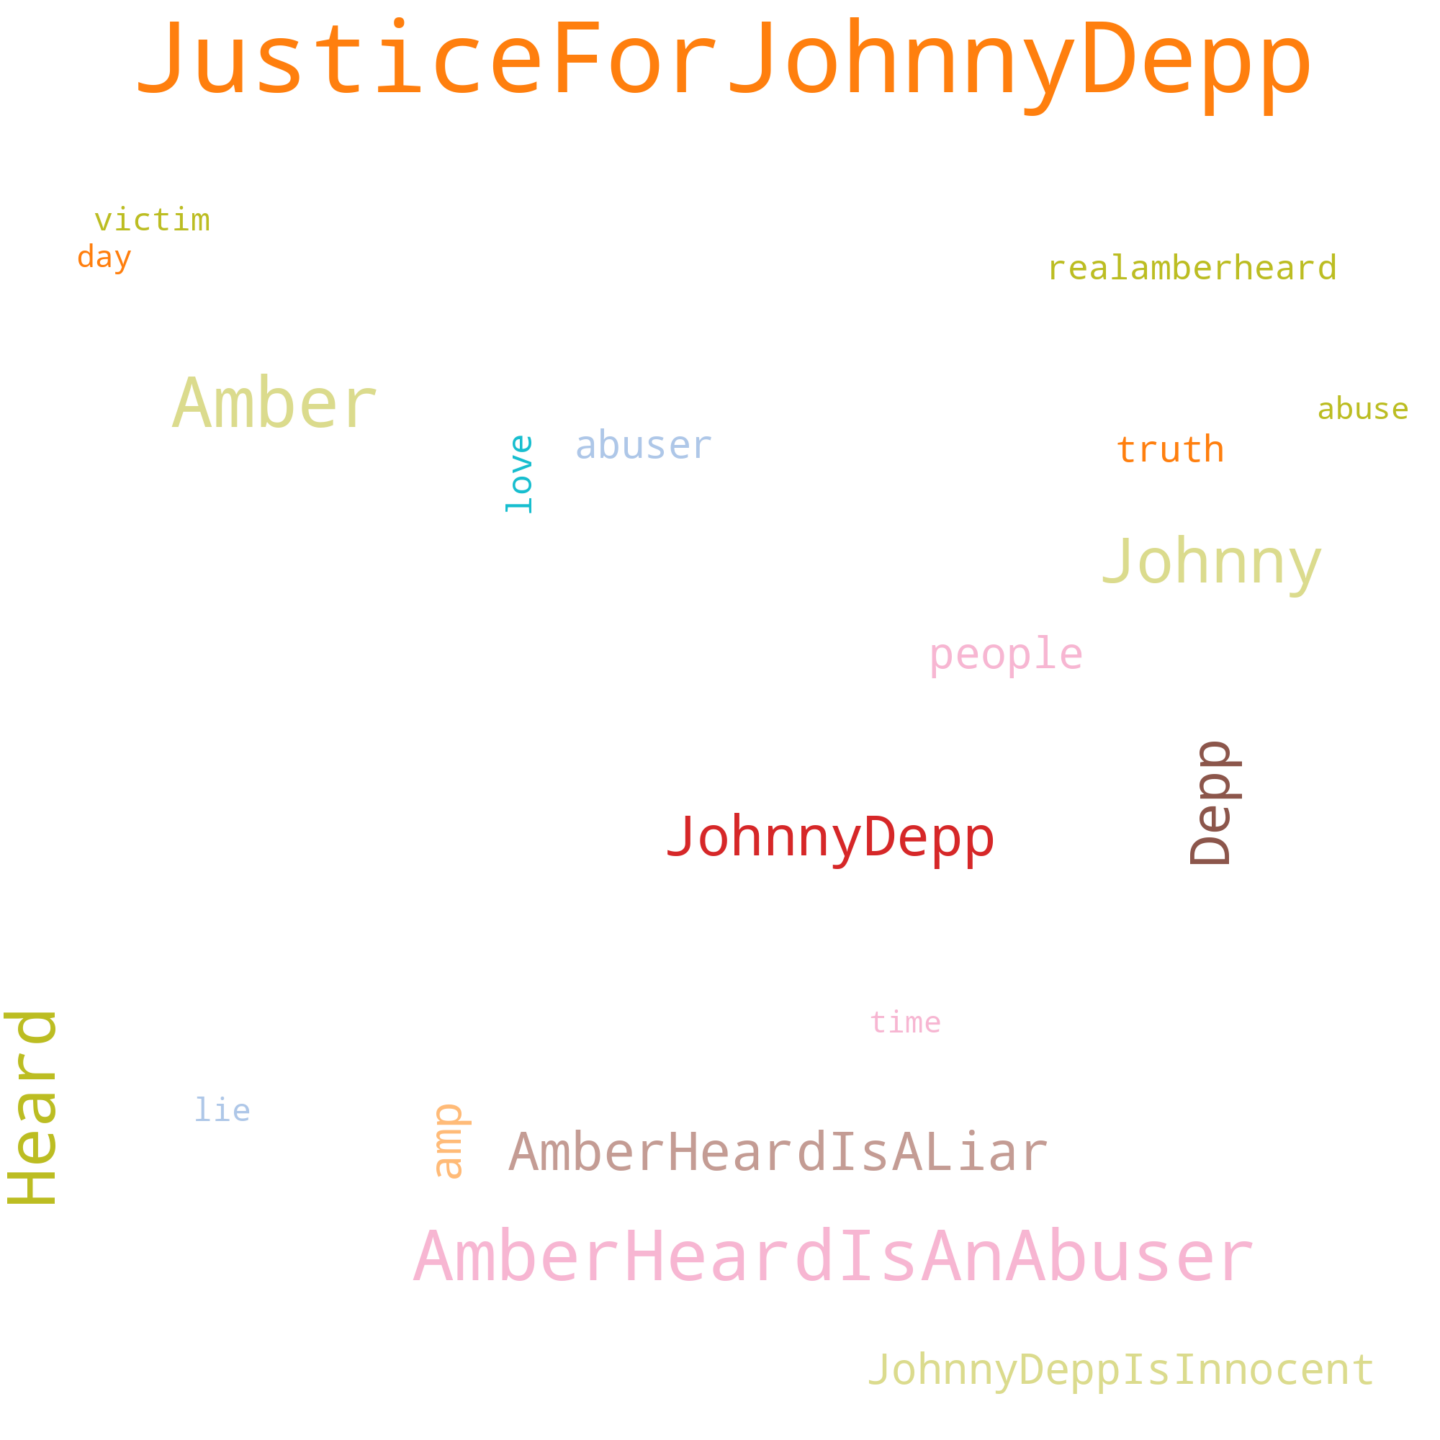 JusticeForJohnnyDepp
victim
day
realamberheard
Amber
abuse
love
abuser
truth
Johnny
people
Depp
JohnnyDepp
Heard
time
lie
amp
AmberHeardIsALiar
AmberHeardIsAnAbuser
JohnnyDeppIsInnocent